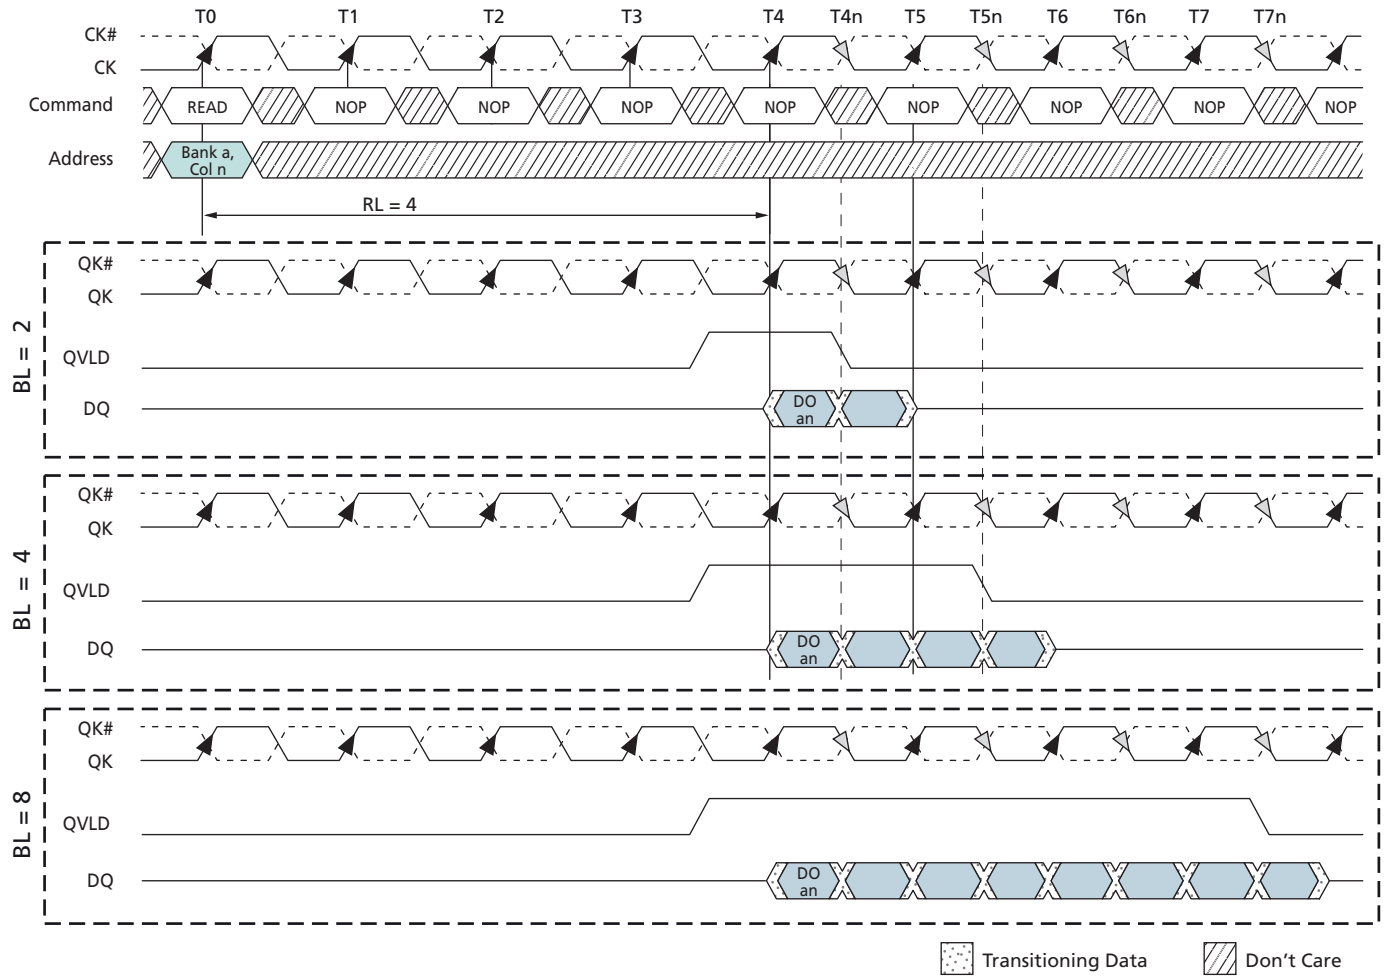 T0 T1 T2 T3 T4 T4n T5 T5n T6 T6n T7 T7n
CK#
CK
Command READ NOP NOP NOP NOP NOP NOP NOP NOP
Address Bank a,
Col n
RL = 4
BL = 2
QK#
QK
QVLD
DQ DO
an
BL = 4
QK#
QK
QVLD
DQ DO
an
BL = 8
QK#
QK
QVLD
DQ DO
an
Transitioning Data Don't Care